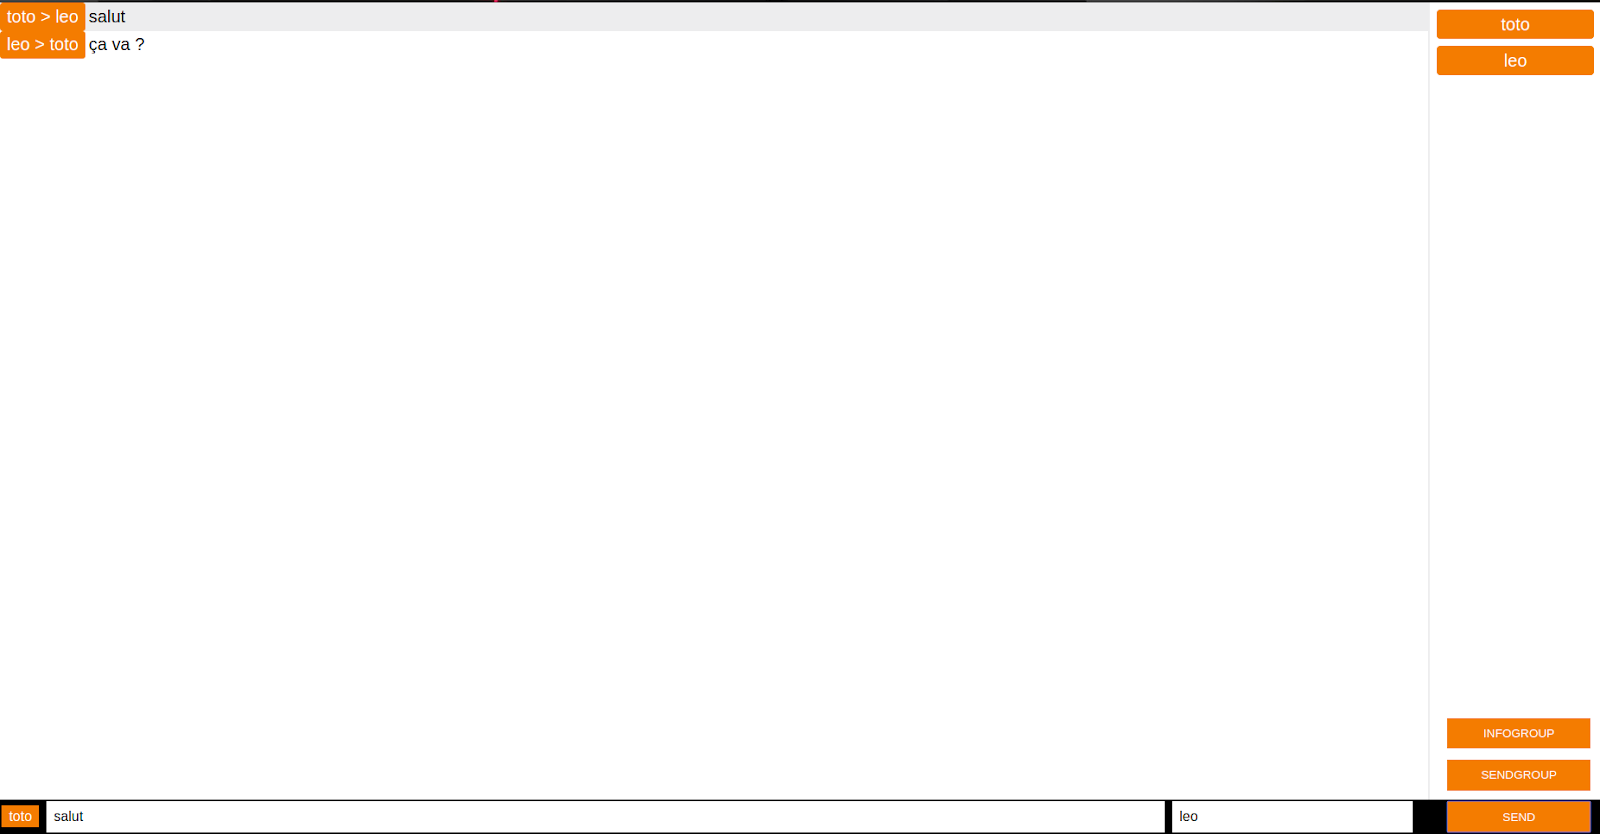 toto > leo salut
leo > toto ça va ?
toto
leo
INFOGROUP
SENDGROUP
toto salut leo SEND